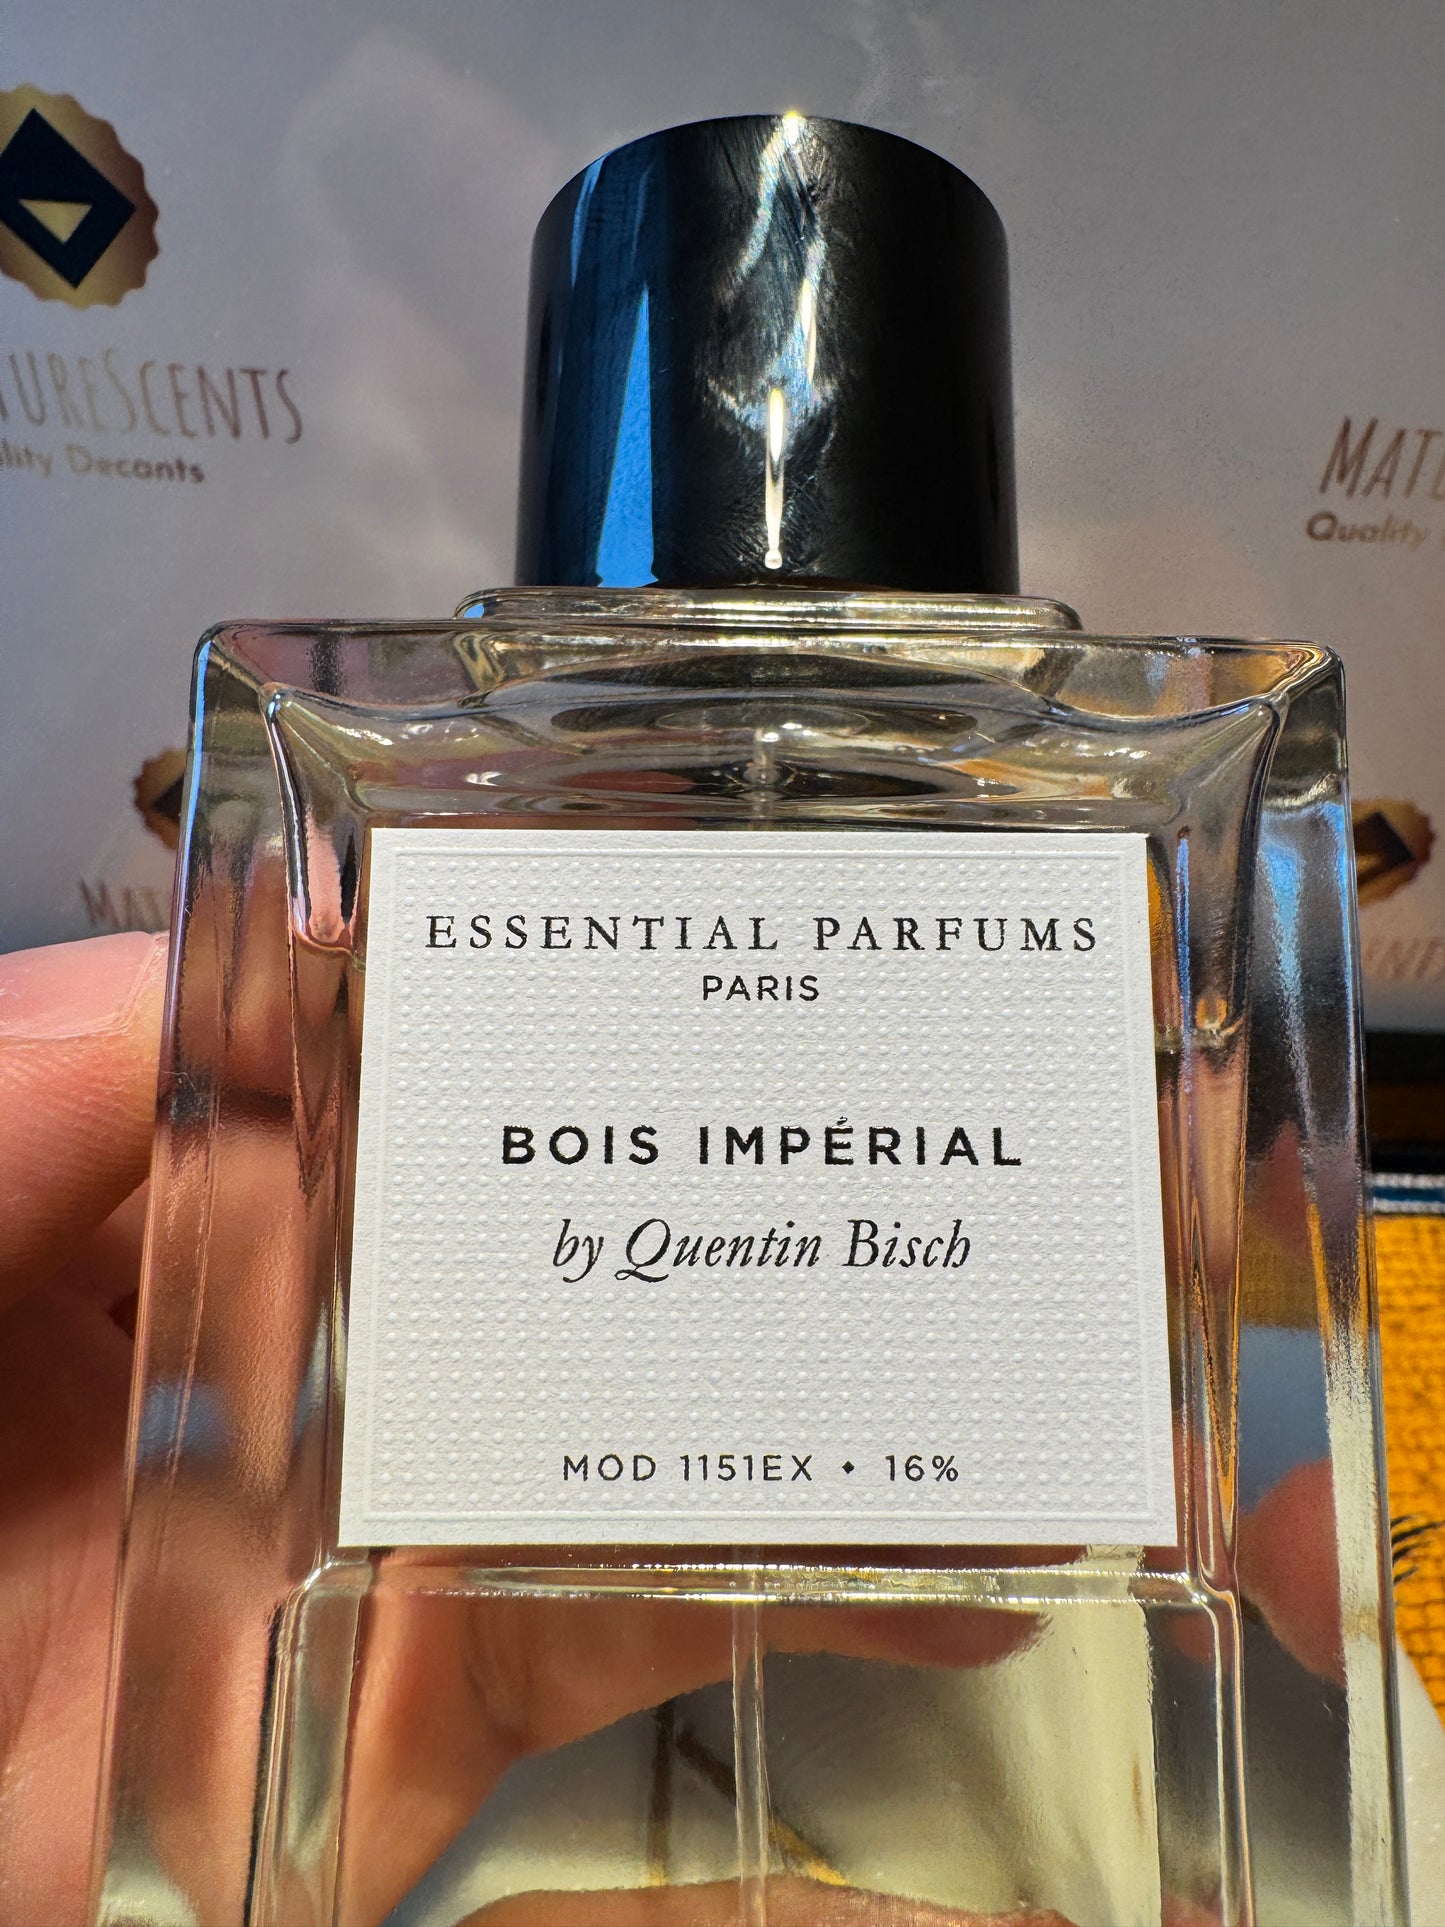 Decants
Quality
ESSENTIAL PARFUMS
PARIS
BOIS IMPÉRIAL
by Quentin Bisch
MOD 1151EX • 16%